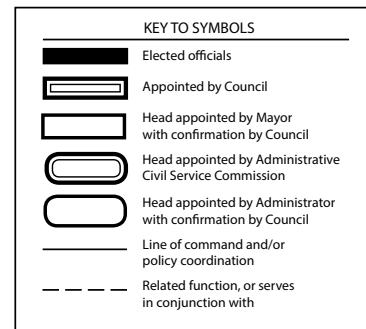 KEY TO SYMBOLS
Elected officials
Appointed by Council
Head appointed by Mayor
with confirmation by Council
Head appointed by Administrative
Civil Service Commission
Head appointed by Administrator
with confirmation by Council
Line of command and/or
policy coordination
Related function, or serves
in conjunction with